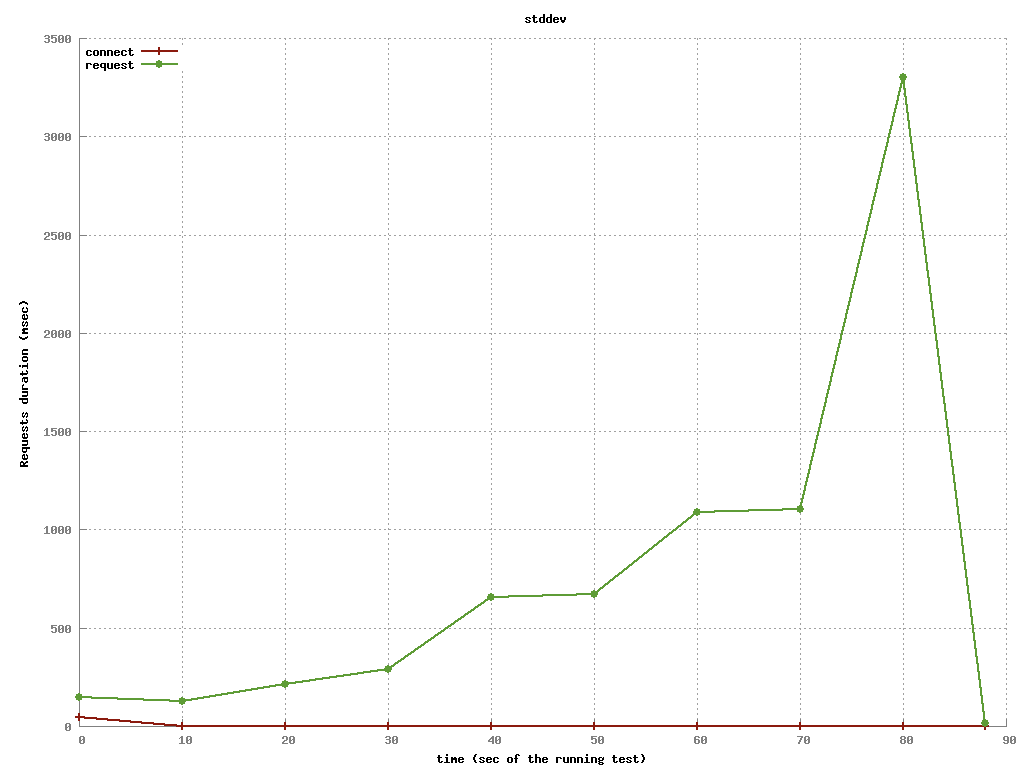 stddev
connect
request
3500
3000
2500
2000
1500
1000
500
0
0 10 20 30 40 50 60 70 80 90
Requests duration (msec)
time (sec of the running test)